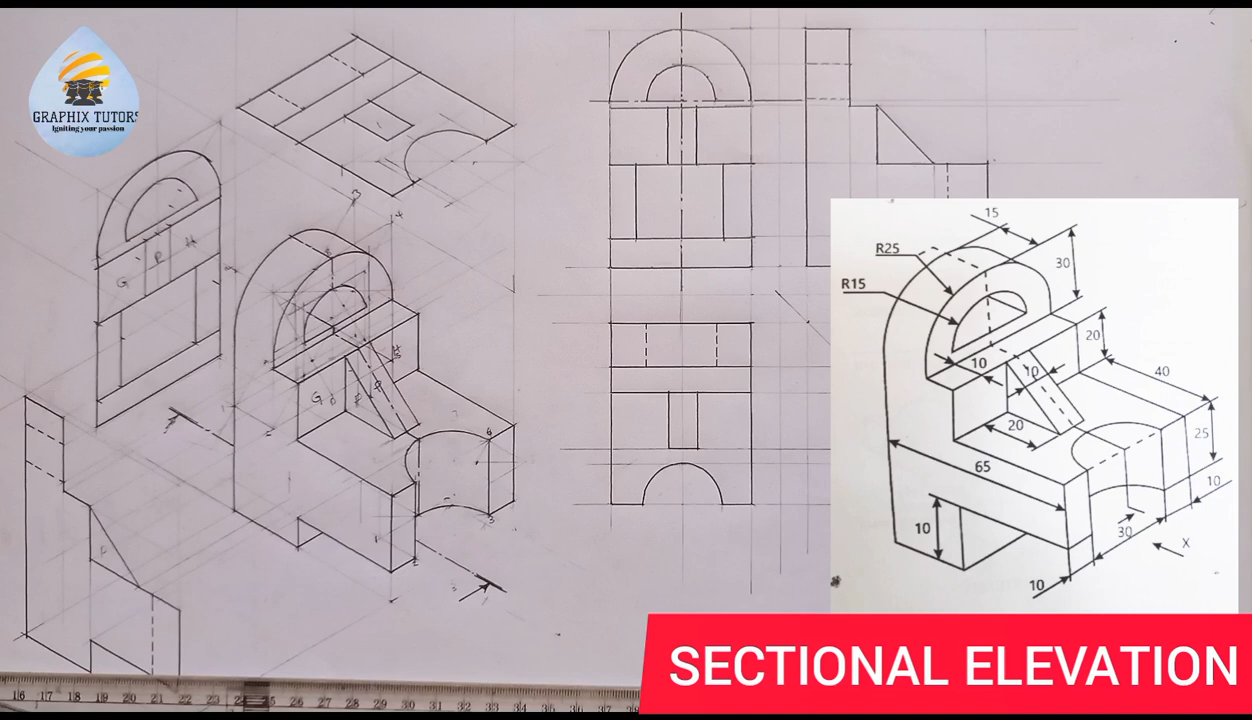 GRAPHIX TUTORS
Igniting your passion
G
P
H
3
4
G
P
15
R25
30
R15
20
10
10
40
20
25
65
10
10
30
X
10
16 17 18 19 20 21 22 23 24 25 26 27 28 29 30 31 32 33 34 35 36 37
SECTIONAL ELEVATION